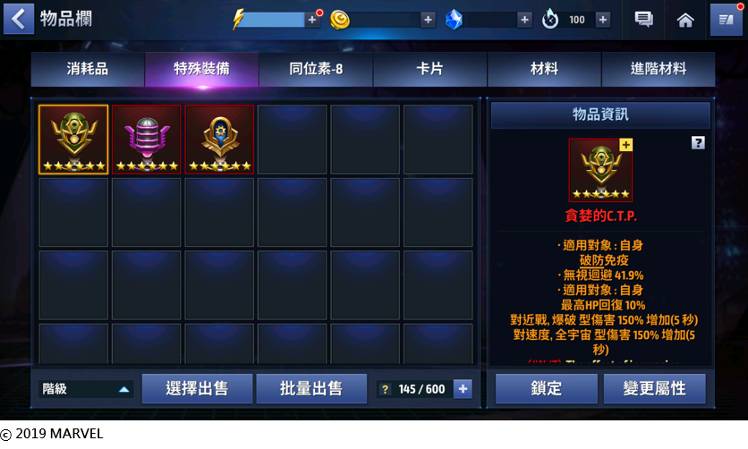 物品欄
+
+
+
100
+
消耗品
特殊裝備
同位素-8
卡片
材料
進階材料
物品資訊
+
?
貪婪的C.T.P.
·適用對象 : 自身
破防免疫
·無視迴避 41.9%
·適用對象 : 自身
最高HP回復 10%
對近戰, 爆破 型傷害 150% 增加(5 秒)
對速度, 全宇宙 型傷害 150% 增加(5
秒)
階級
選擇出售
批量出售
? 145 / 600 +
鎖定
變更屬性
© 2019 MARVEL